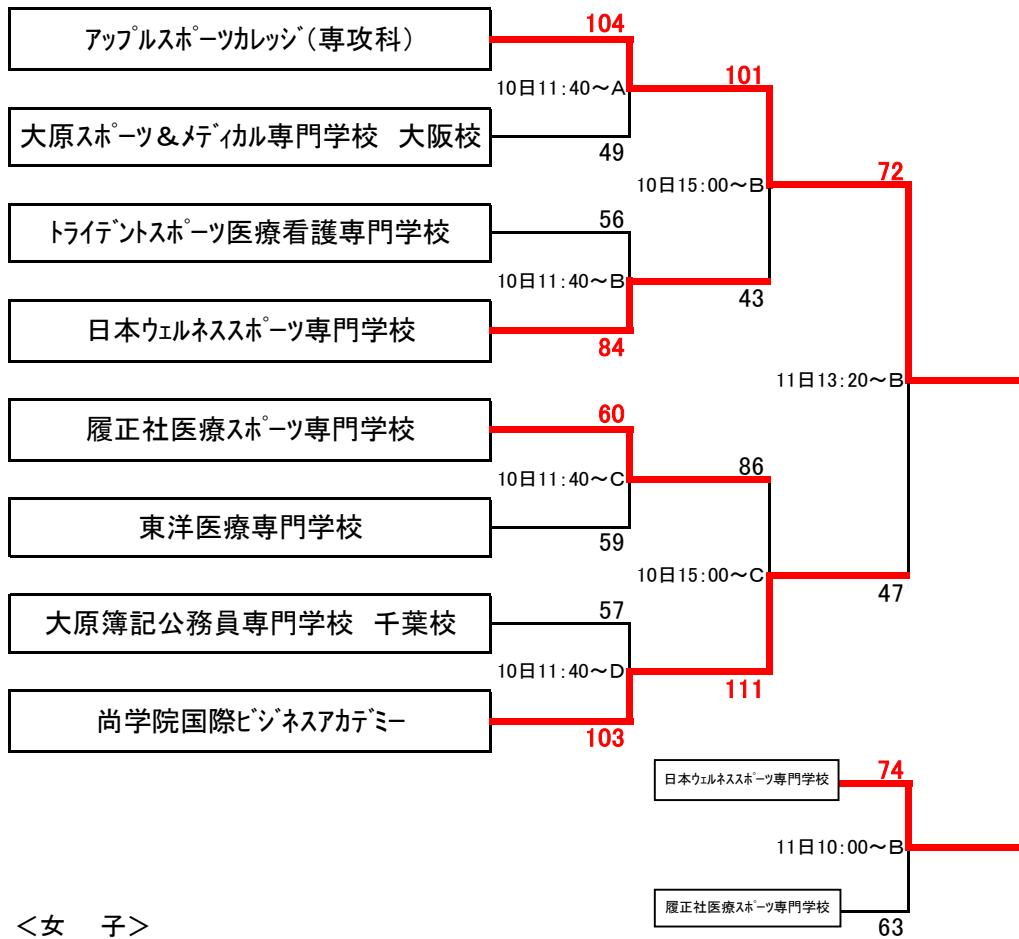 アップルスポーツカレッジ（専攻科）
104
10日11:40～A
101
大原スポーツ＆メディカル専門学校　大阪校
49
10日15:00～B
72
トライデントスポーツ医療看護専門学校
56
10日11:40～B
43
日本ウェルネススポーツ専門学校
84
11日13:20～B
履正社医療スポーツ専門学校
60
10日11:40～C
86
東洋医療専門学校
59
10日15:00～C
47
大原簿記公務員専門学校　千葉校
57
10日11:40～D
111
尚学院国際ビジネスアカデミー
103
日本ウェルネススポーツ専門学校
74
11日10:00～B
履正社医療スポーツ専門学校
63
＜女　子＞